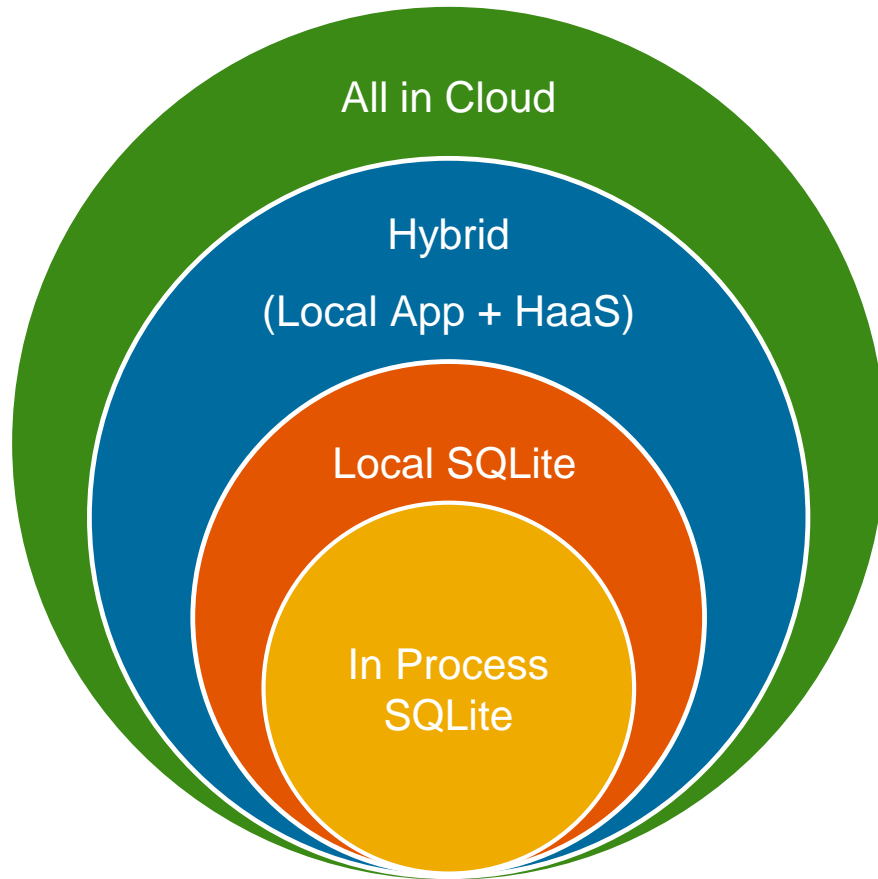 All in Cloud
Hybrid
(Local App + HaaS)
Local SQLite
In Process
SQLite